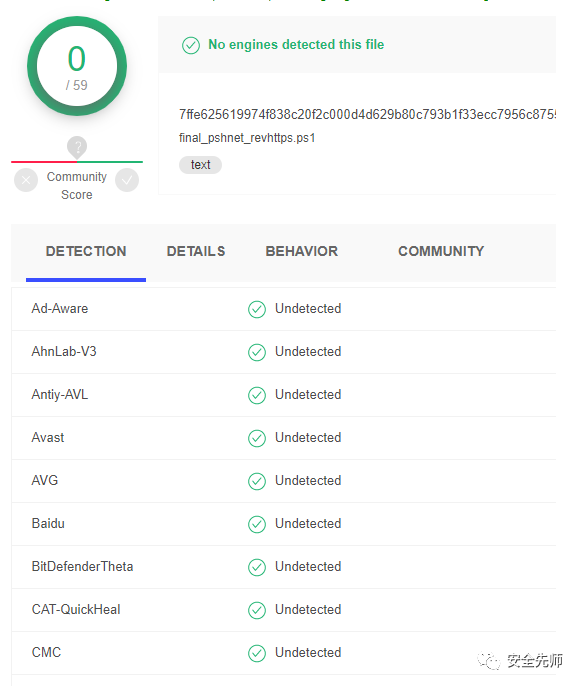 0
/ 59
No engines detected this file
final_pshnet_revhttps.ps1
text
?
Community
Score
DETECTION DETAILS BEHAVIOR COMMUNITY
Ad-Aware Undetected
AhnLab-V3 Undetected
Antiy-AVL Undetected
Avast Undetected
AVG Undetected
Baidu Undetected
BitDefenderTheta Undetected
CAT-QuickHeal Undetected
CMC Undetected
安全先师